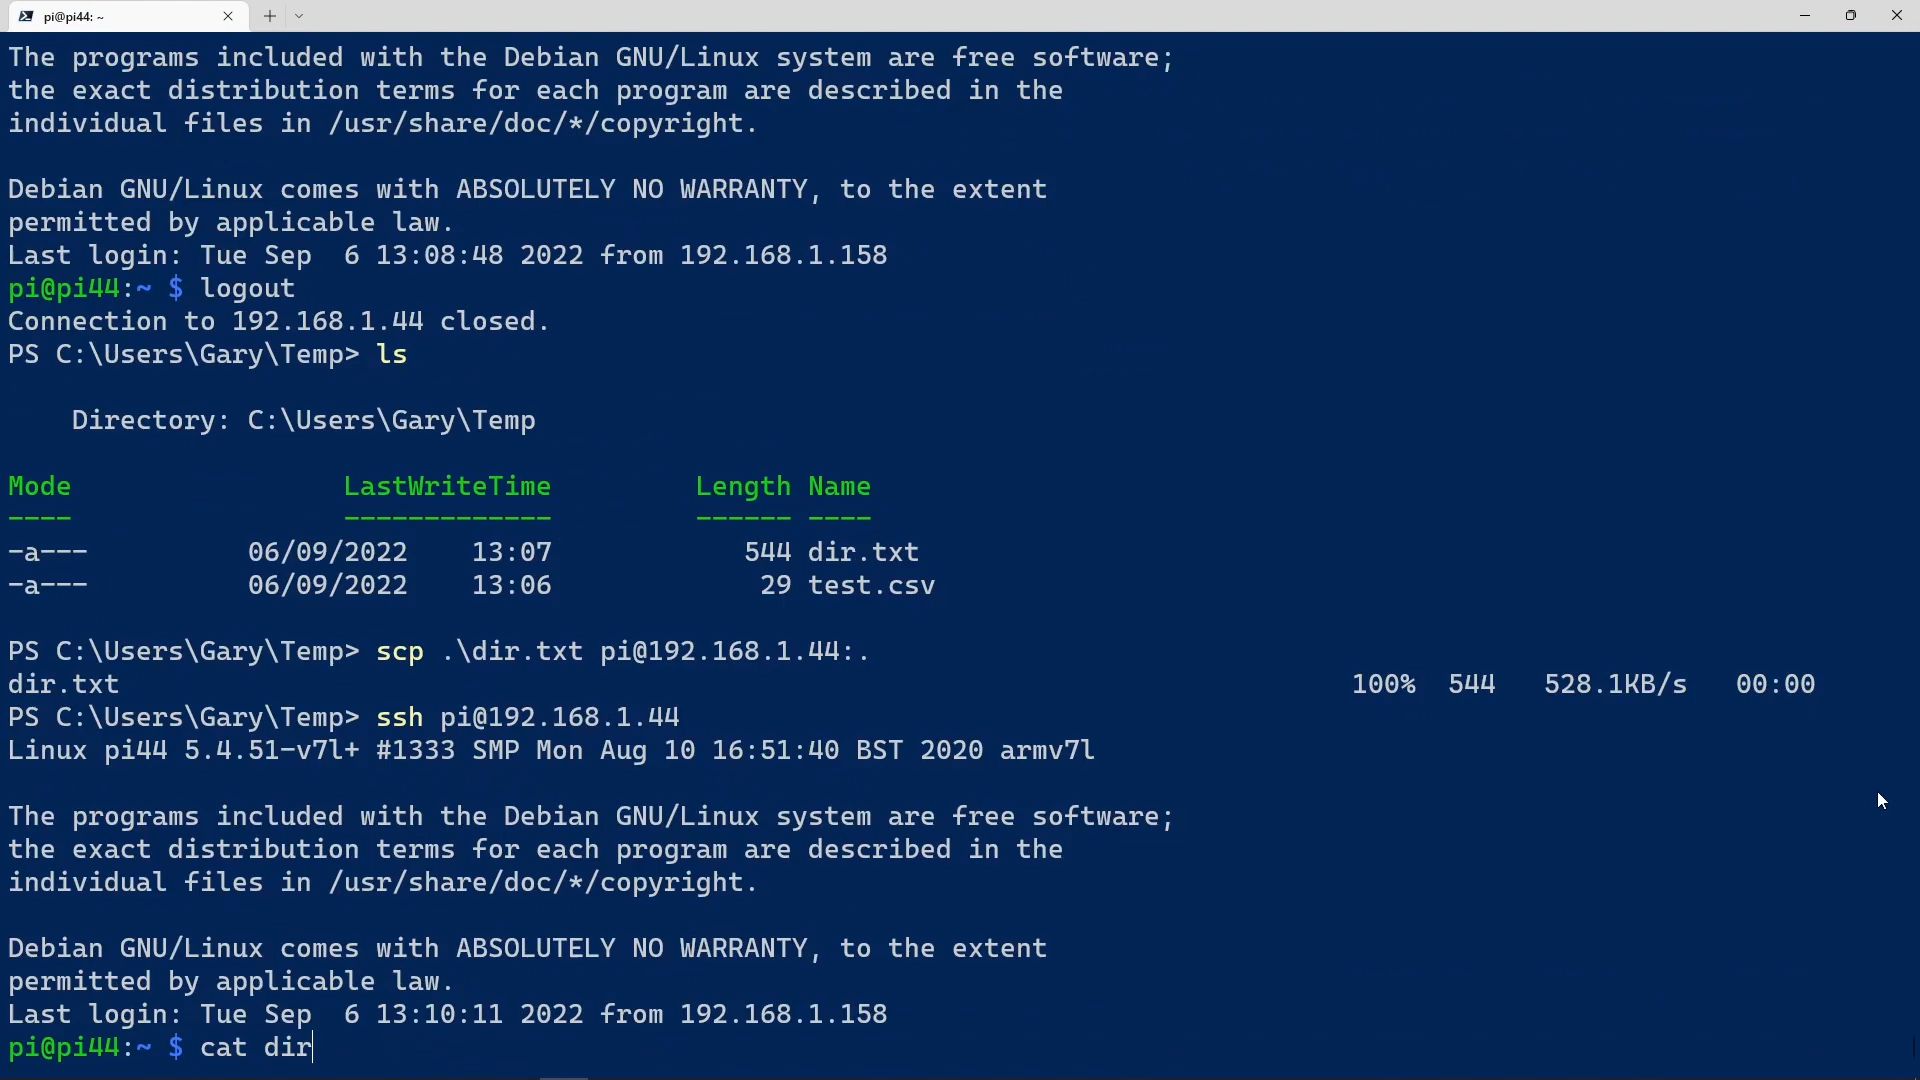 pi@pi44: ~
The programs included with the Debian GNU/Linux system are free software;
the exact distribution terms for each program are described in the
individual files in /usr/share/doc/*/copyright.
Debian GNU/Linux comes with ABSOLUTELY NO WARRANTY, to the extent
permitted by applicable law.
Last login: Tue Sep  6 13:08:48 2022 from 192.168.1.158
pi@pi44:~ $ logout
Connection to 192.168.1.44 closed.
PS C:\Users\Gary\Temp> ls
    Directory: C:\Users\Gary\Temp
Mode                 LastWriteTime         Length Name
----                 -------------         ------ ----
-a---          06/09/2022    13:07            544 dir.txt
-a---          06/09/2022    13:06             29 test.csv
PS C:\Users\Gary\Temp> scp .\dir.txt pi@192.168.1.44:.
dir.txt 100%  544   528.1KB/s   00:00
PS C:\Users\Gary\Temp> ssh pi@192.168.1.44
Linux pi44 5.4.51-v7l+ #1333 SMP Mon Aug 10 16:51:40 BST 2020 armv7l
The programs included with the Debian GNU/Linux system are free software;
the exact distribution terms for each program are described in the
individual files in /usr/share/doc/*/copyright.
Debian GNU/Linux comes with ABSOLUTELY NO WARRANTY, to the extent
permitted by applicable law.
Last login: Tue Sep  6 13:10:11 2022 from 192.168.1.158
pi@pi44:~ $ cat dir